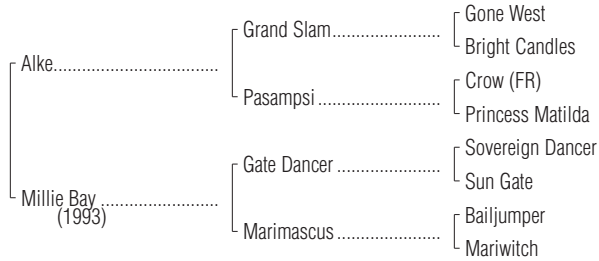 Gone West
Grand Slam
Bright Candles
Alke
Crow (FR)
Pasampsi
Princess Matilda
Sovereign Dancer
Gate Dancer
Sun Gate
Millie Bay
(1993)
Bailjumper
Marimascus
Mariwitch